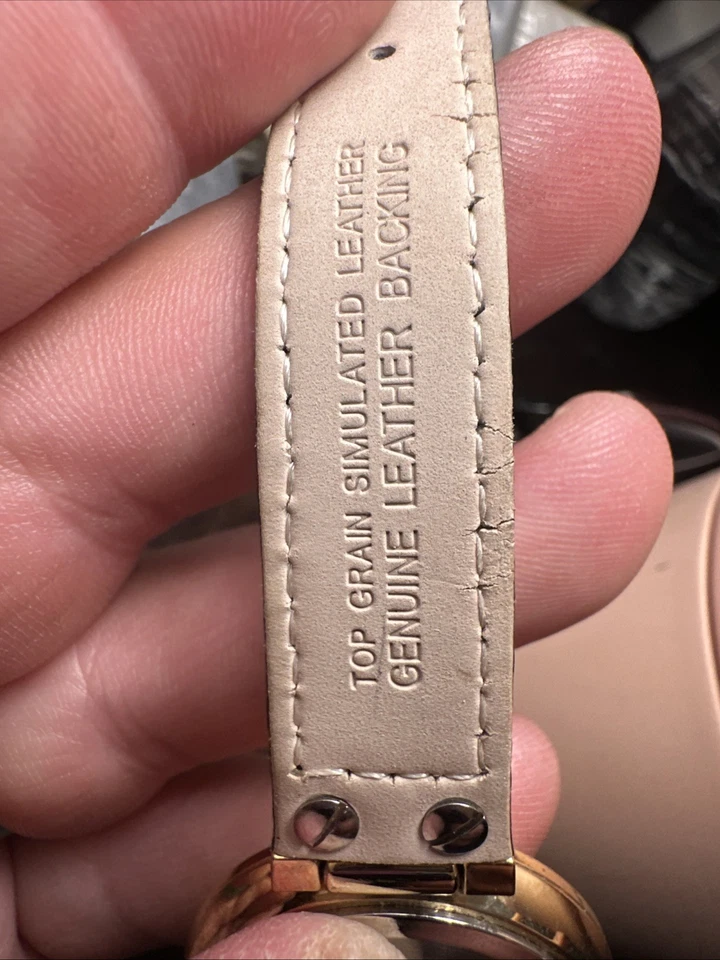 TOP GRAIN SIMULATED LEATHER
GENUINE LEATHER BACKING